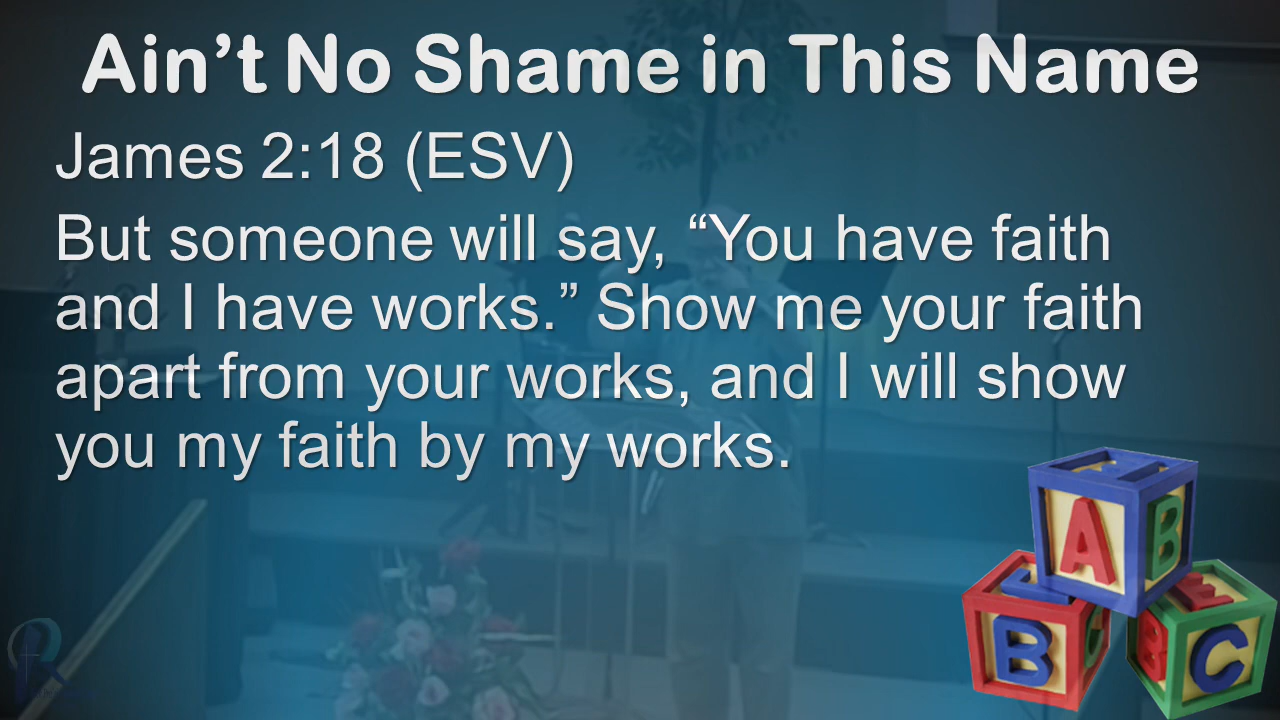 Ain’t No Shame in This Name
James 2:18 (ESV)
But someone will say, “You have faith
and I have works.” Show me your faith
apart from your works, and I will show
you my faith by my works.
A B
B C
B E C